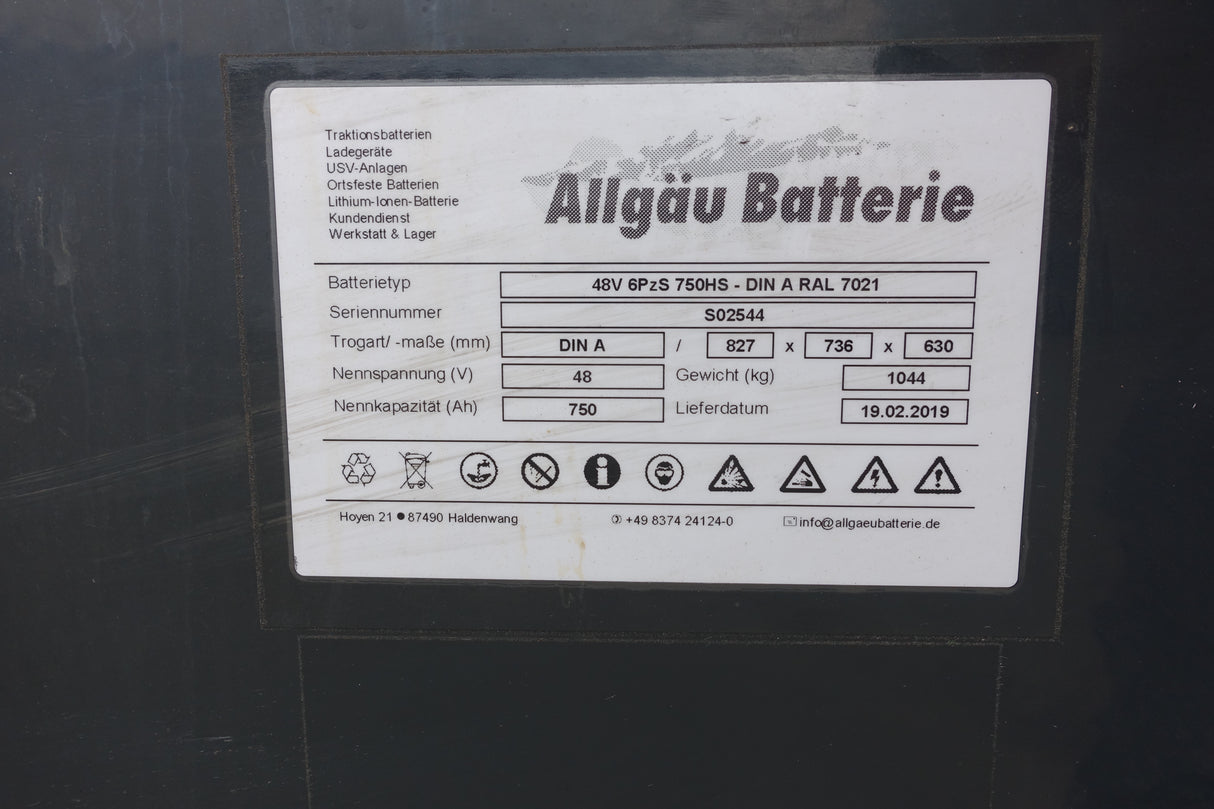 Traktionsbatterien
Ladegeräte
USV-Anlagen
Ortsfeste Batterien
Lithium-Ionen-Batterie
Kundendienst
Werkstatt & Lager
Allgäu Batterie
Batterietyp 48V 6PzS 750HS - DIN A RAL 7021
Seriennummer S02544
Trogart/ -maße (mm) DIN A / 827 x 736 x 630
Nennspannung (V) 48 Gewicht (kg) 1044
Nennkapazität (Ah) 750 Lieferdatum 19.02.2019
Hoyen 21 ● 87490 Haldenwang ✆ +49 8374 24124-0 info@allgaeubatterie.de